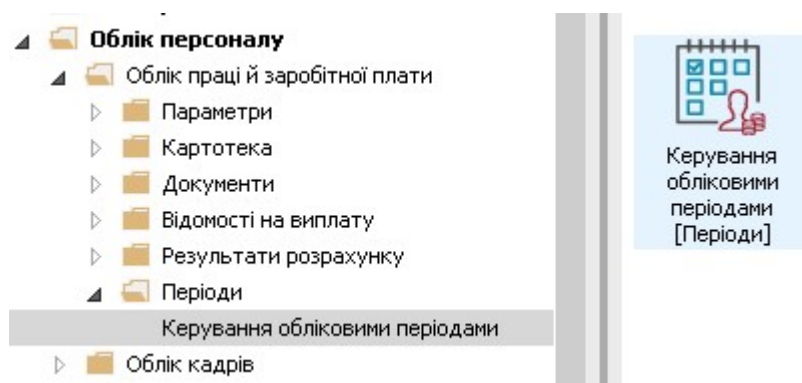 Облік персоналу
Облік праці й заробітної плати
Параметри
Картотека
Документи
Відомості на виплату
Результати розрахунку
Періоди
Керування обліковими періодами
Облік кадрів
Керування
обліковими
періодами
[Періоди]